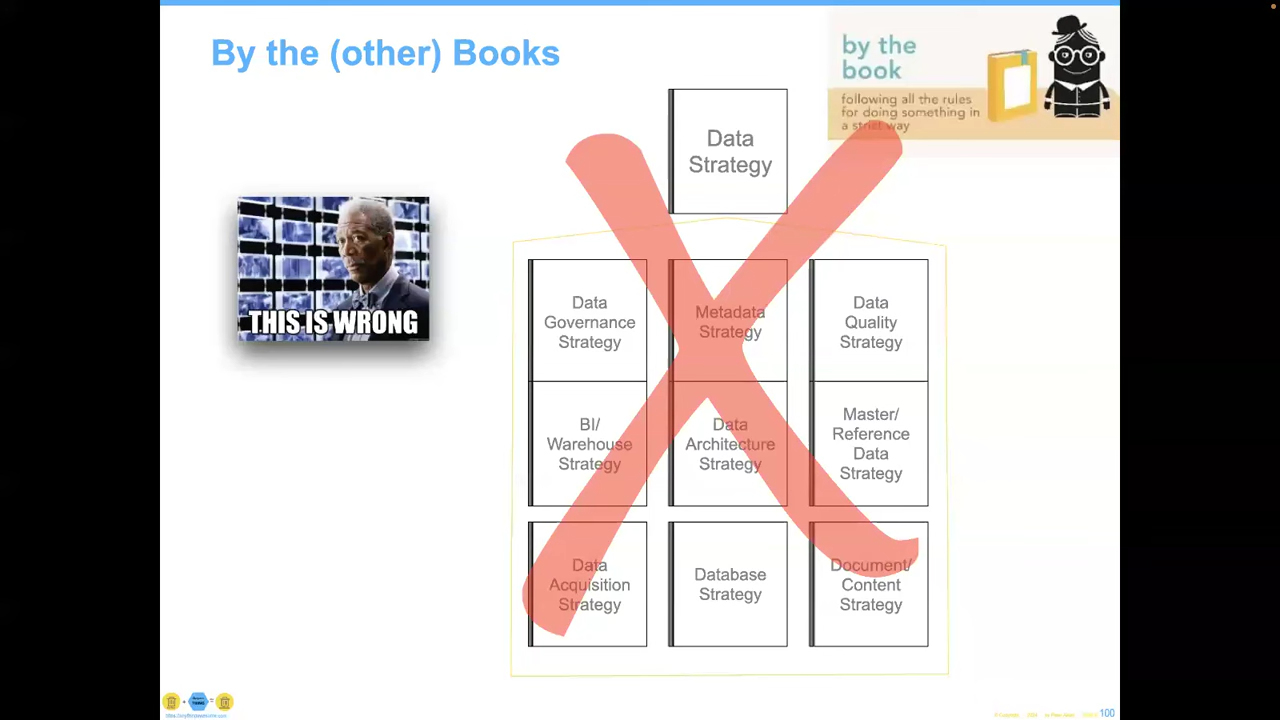 By the (other) Books
by the
book
following all the rules
for doing something in
a strict way
Data
Strategy
THIS IS WRONG
Data
Governance
Strategy
Metadata
Strategy
Data
Quality
Strategy
BI/
Warehouse
Strategy
Data
Architecture
Strategy
Master/
Reference
Data
Strategy
Data
Acquisition
Strategy
Database
Strategy
Document/
Content
Strategy
100